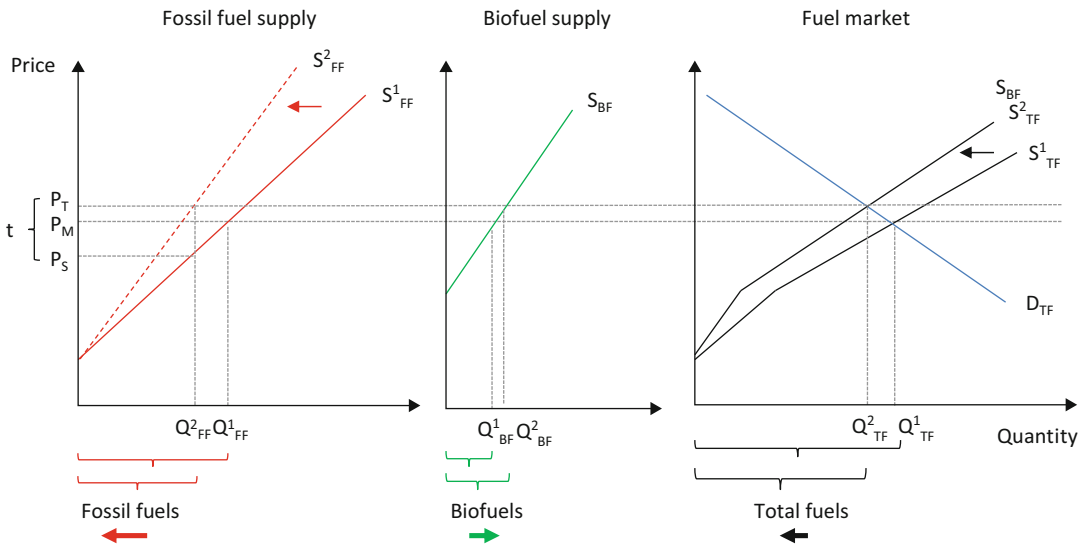 Fossil fuel supply
Biofuel supply
Fuel market
Price
S²FF
S¹FF
SBF
SBF
S²TF
S¹TF
PT
t
PM
PS
DTF
Q²FF Q¹FF
Q¹BF Q²BF
Q²TF Q¹TF
Quantity
Fossil fuels
Biofuels
Total fuels